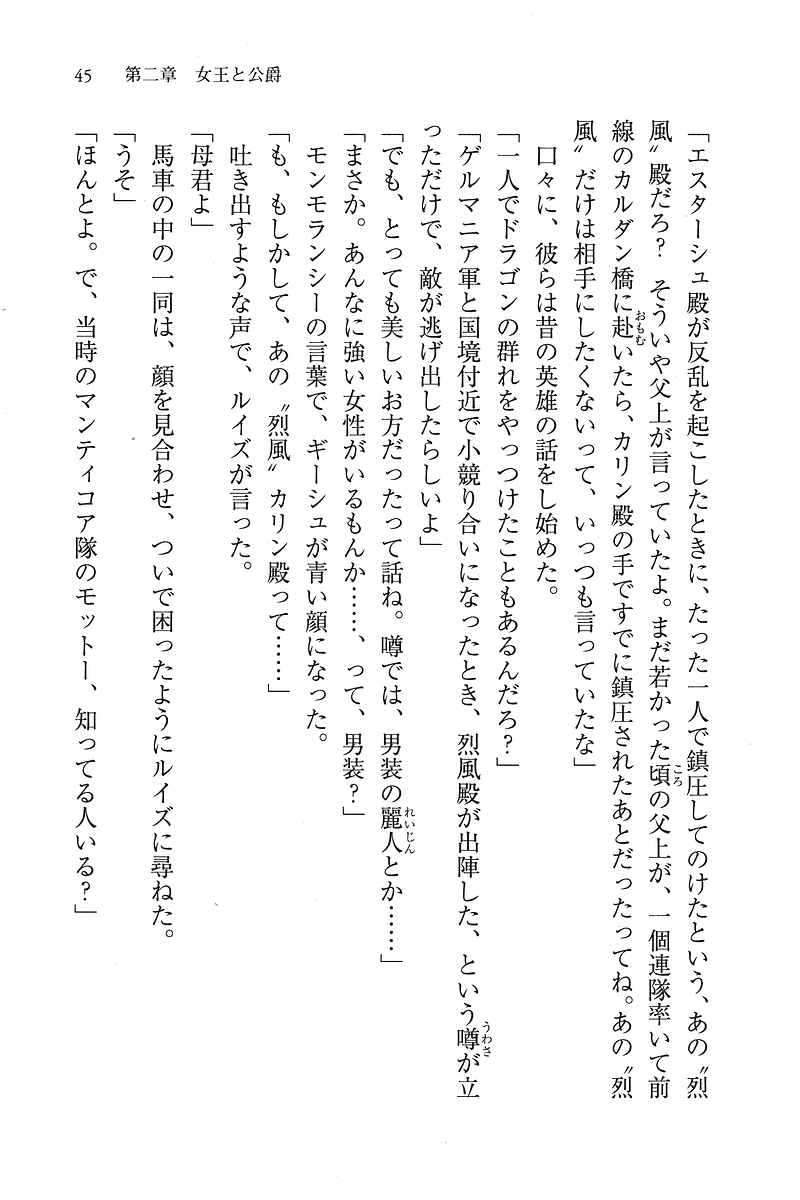 45 第二章 女王と公爵
「エスターシュ殿が反乱を起こしたときに、たった一人で鎮圧してのけたという、あの〝烈
風〟殿だろ? そういや父上が言っていたよ。まだ若かった頃の父上が、一個連隊率いて前
線のカルダン橋に赴いたら、カリン殿の手ですでに鎮圧されたあとだったってね。あの〝烈
風〟だけは相手にしたくないって、いっつも言っていたな」
口々に、彼らは昔の英雄の話をし始めた。
「一人でドラゴンの群れをやっつけたこともあるんだろ?」
「ゲルマニア軍と国境付近で小競り合いになったとき、烈風殿が出陣した、という噂が立
っただけで、敵が逃げ出したらしいよ」
「でも、とっても美しいお方だったって話ね。噂では、男装の麗人とか……」
「まさか。あんなに強い女性がいるもんか……、って、男装?」
モンモランシーの言葉で、ギーシュが青い顔になった。
「も、もしかして、あの〝烈風〟カリン殿って……」
吐き出すような声で、ルイズが言った。
「母君よ」
馬車の中の一同は、顔を見合わせ、ついで困ったようにルイズに尋ねた。
「うそ」
「ほんとよ。で、当時のマンティコア隊のモットー、知ってる人いる?」